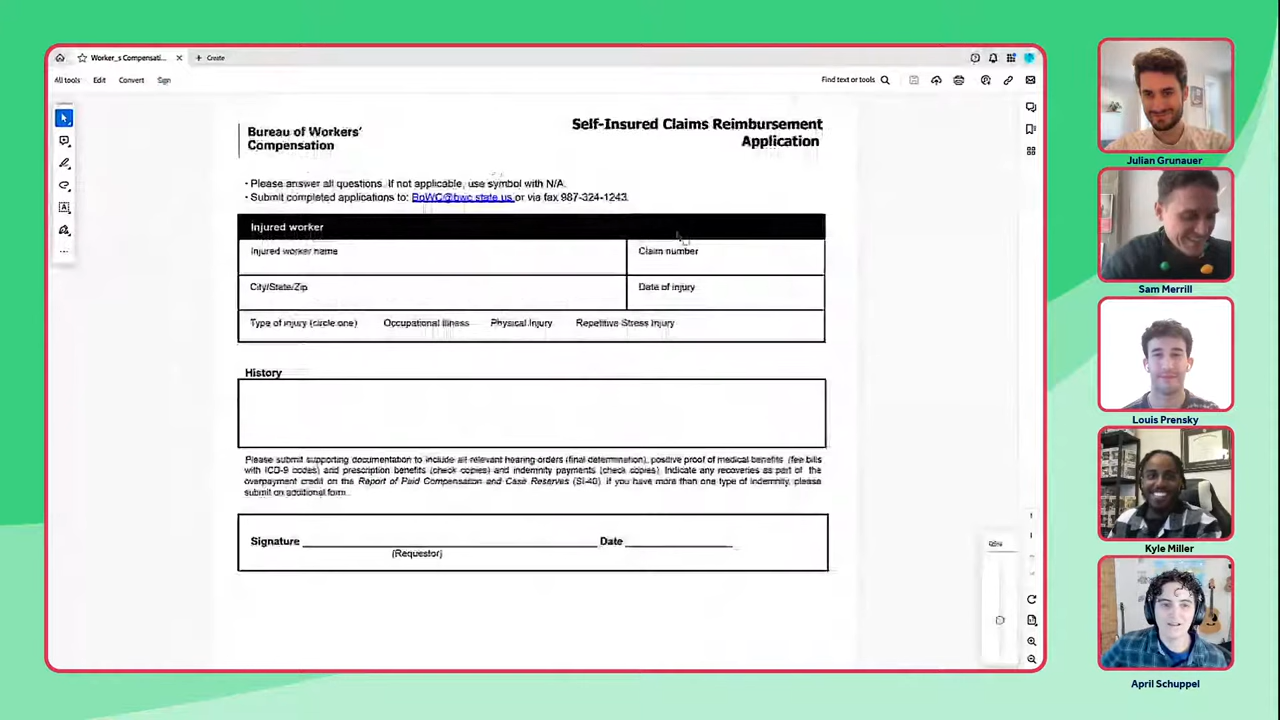 Worker_s Compensati...
Create
All tools
Edit
Convert
Sign
Find text or tools
Bureau of Workers'
Compensation
Self-Insured Claims Reimbursement
Application
• Please answer all questions. If not applicable, use symbol with N/A.
• Submit completed applications to: BoWC@bwc.state.us or via fax 987-324-1243.
Injured worker
Injured worker name
Claim number
City/State/Zip
Date of injury
Type of injury (circle one) Occupational Illness Physical Injury Repetitive Stress Injury
History
Please submit supporting documentation to include all relevant hearing orders (final determination), positive proof of medical benefits (fee bills
with ICD-9 codes) and prescription benefits (check copies) and indemnity payments (check copies). Indicate any recoveries as part of the
overpayment credit on the Report of Paid Compensation and Case Reserves (SI-40). If you have more than one type of indemnity, please
submit on additional form.
Signature
Date
(Requestor)
Julian Grunauer
Sam Merrill
Louis Prensky
Kyle Miller
April Schuppel